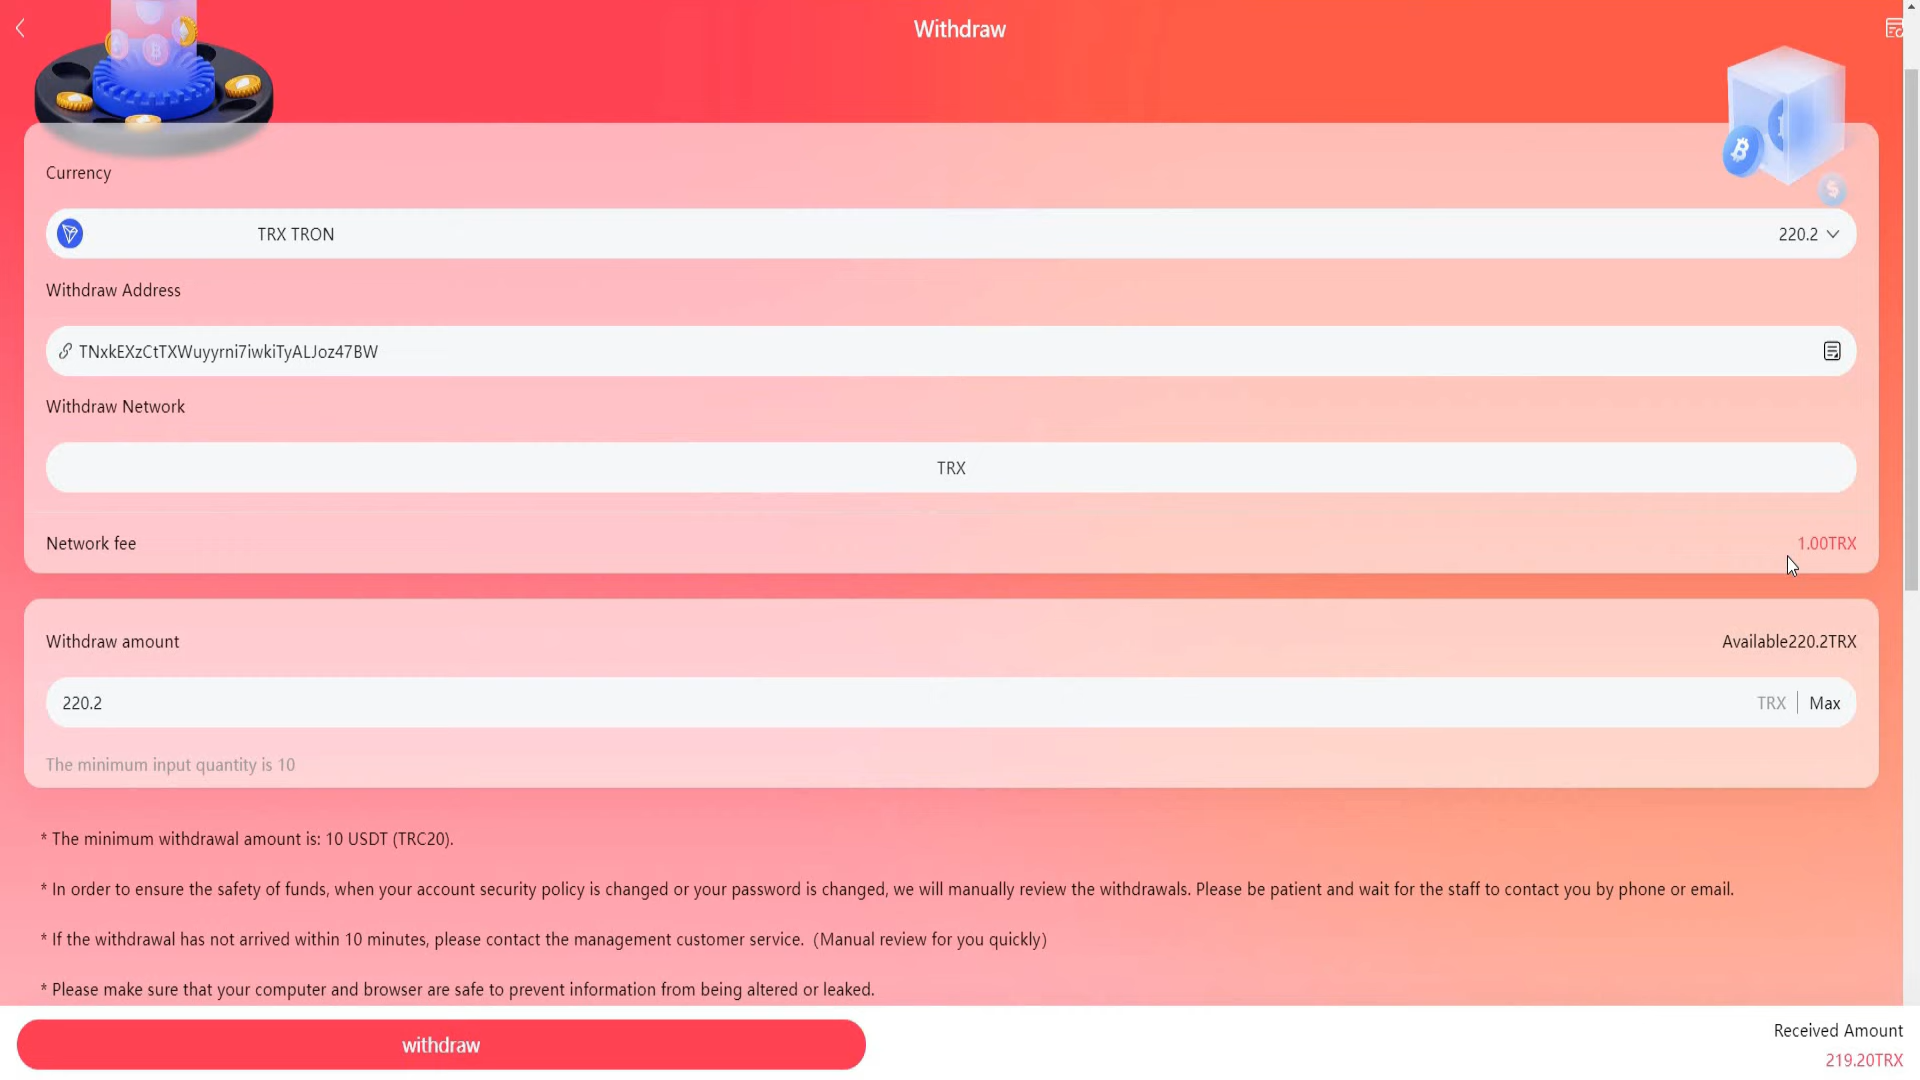 Withdraw
Currency
TRX TRON
220.2
Withdraw Address
TNxkEXzCtTXWuyyrni7iwkiTyALJoz47BW
Withdraw Network
TRX
Network fee
1.00TRX
Withdraw amount
Available220.2TRX
220.2
TRX | Max
The minimum input quantity is 10
* The minimum withdrawal amount is: 10 USDT (TRC20).
* In order to ensure the safety of funds, when your account security policy is changed or your password is changed, we will manually review the withdrawals. Please be patient and wait for the staff to contact you by phone or email.
* If the withdrawal has not arrived within 10 minutes, please contact the management customer service.（Manual review for you quickly）
* Please make sure that your computer and browser are safe to prevent information from being altered or leaked.
withdraw
Received Amount
219.20TRX